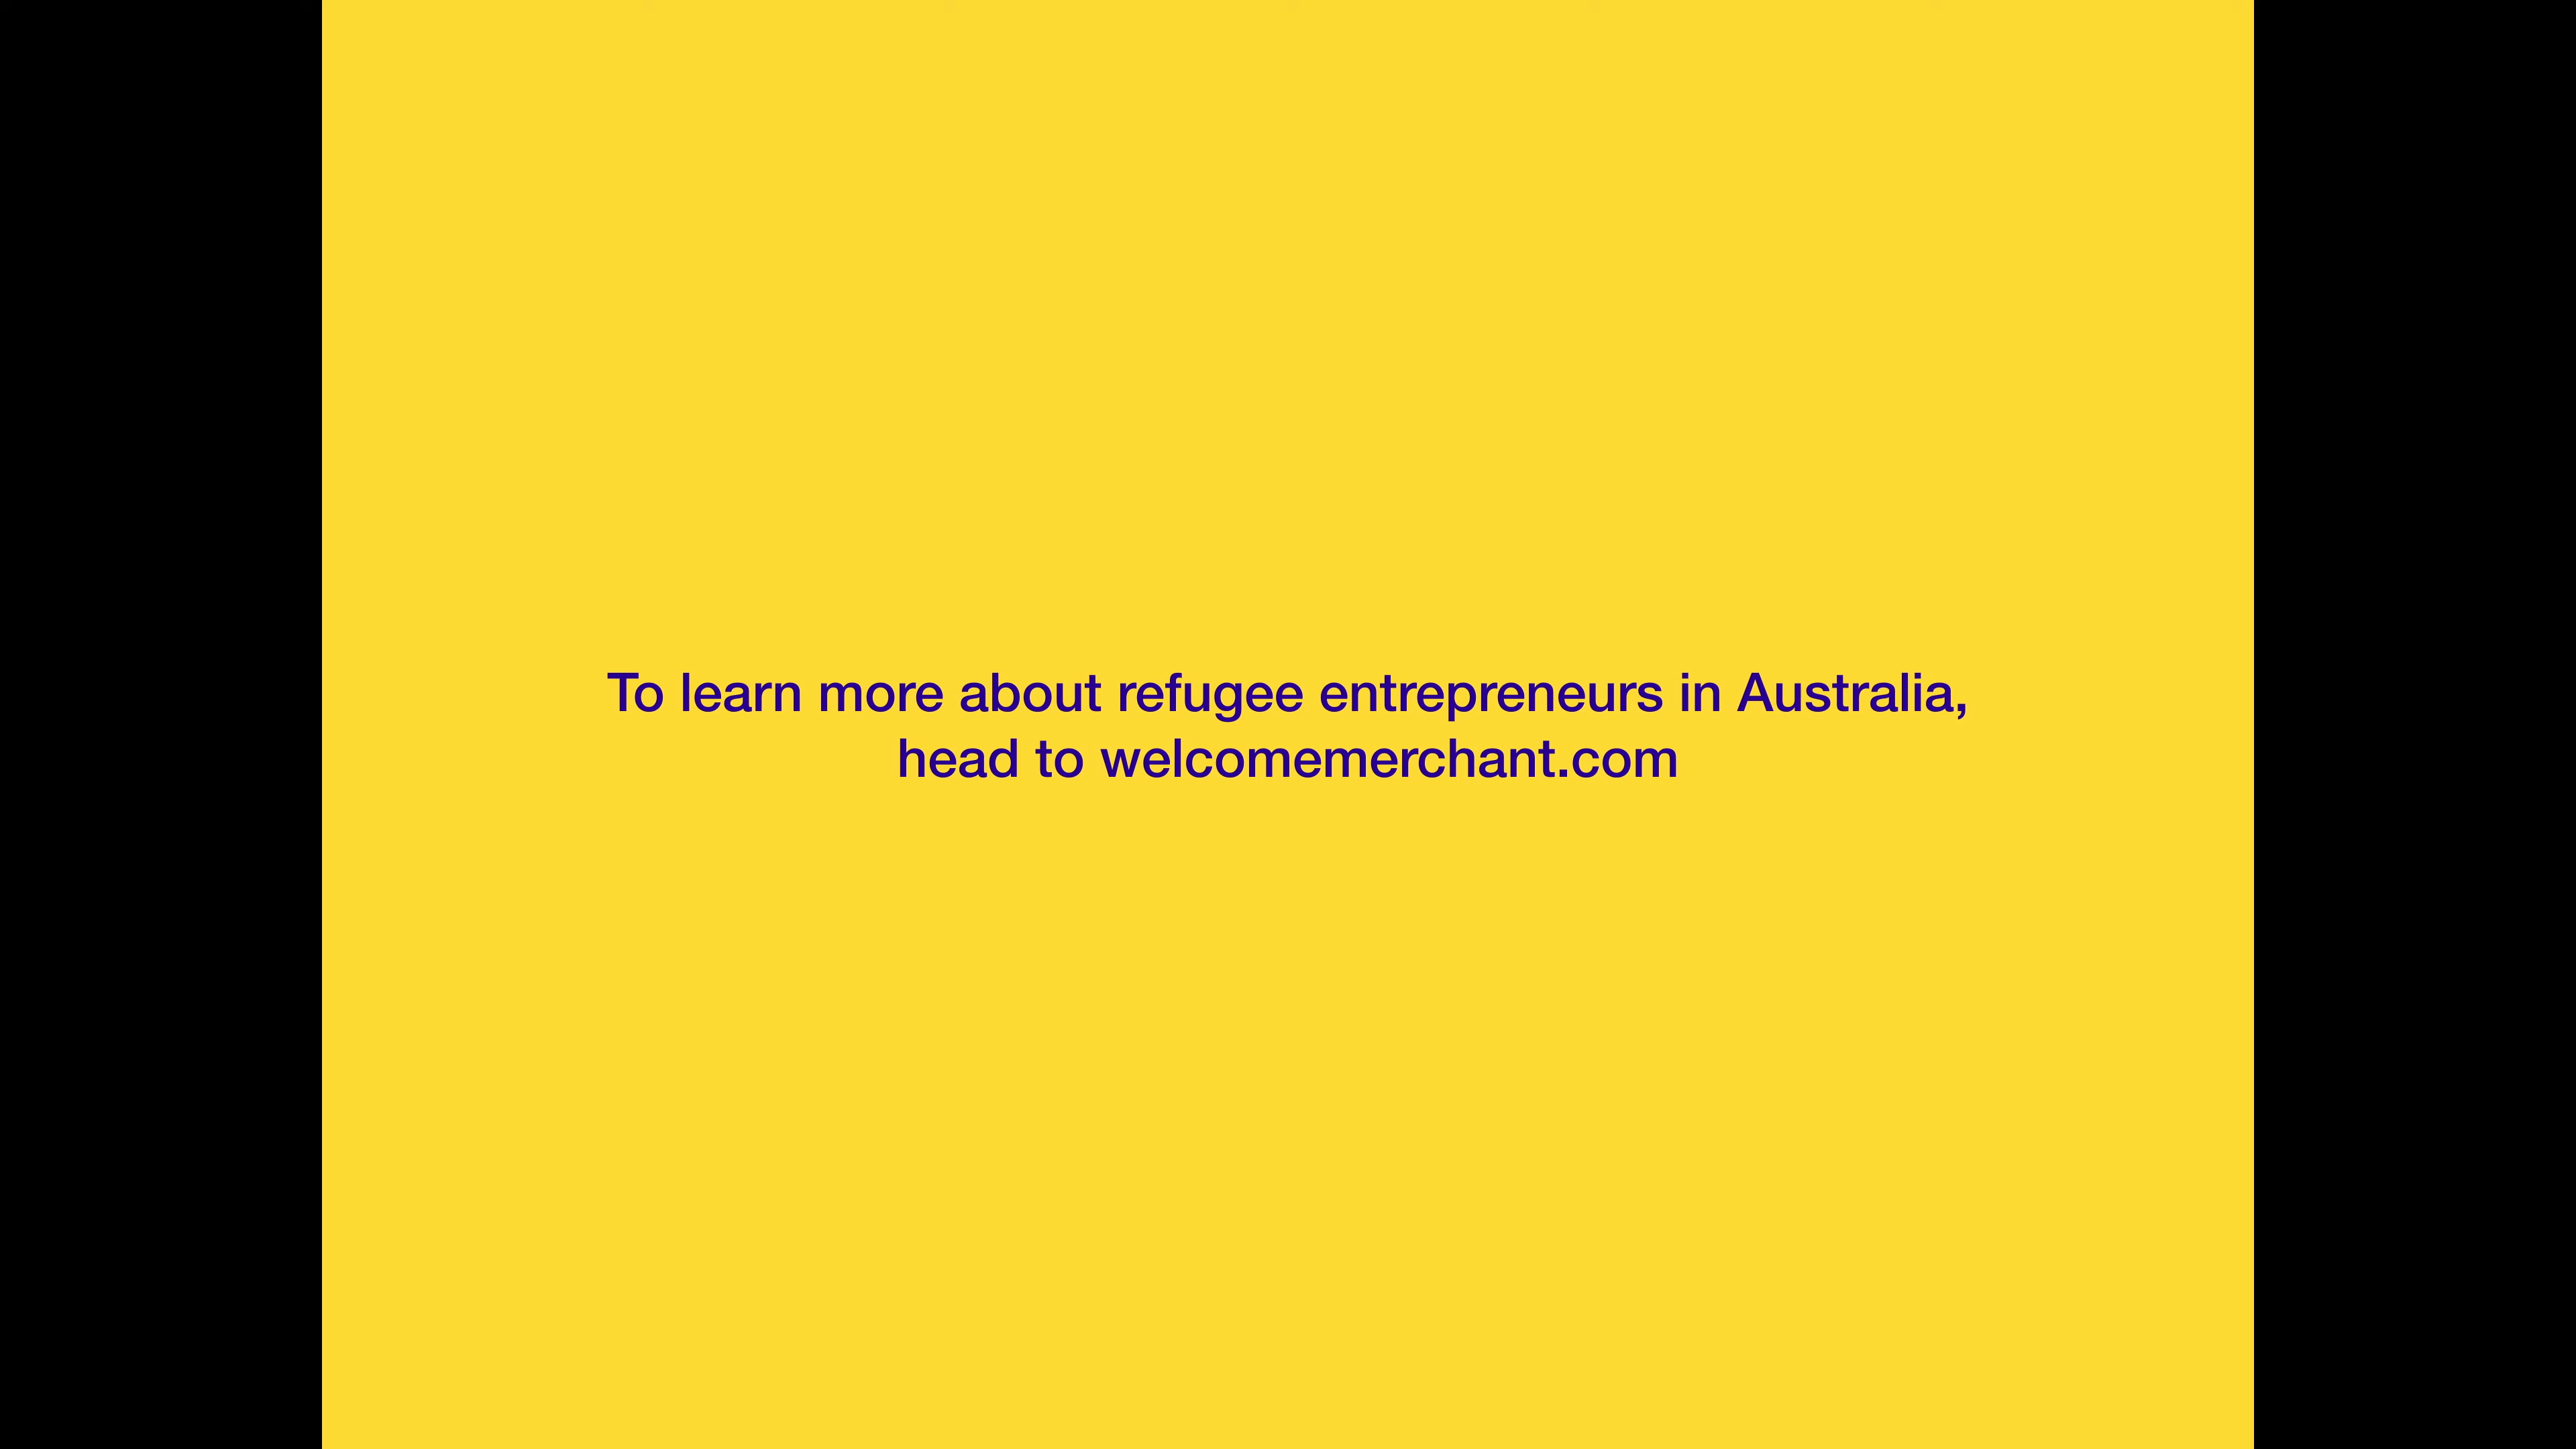 To learn more about refugee entrepreneurs in Australia,
head to welcomemerchant.com